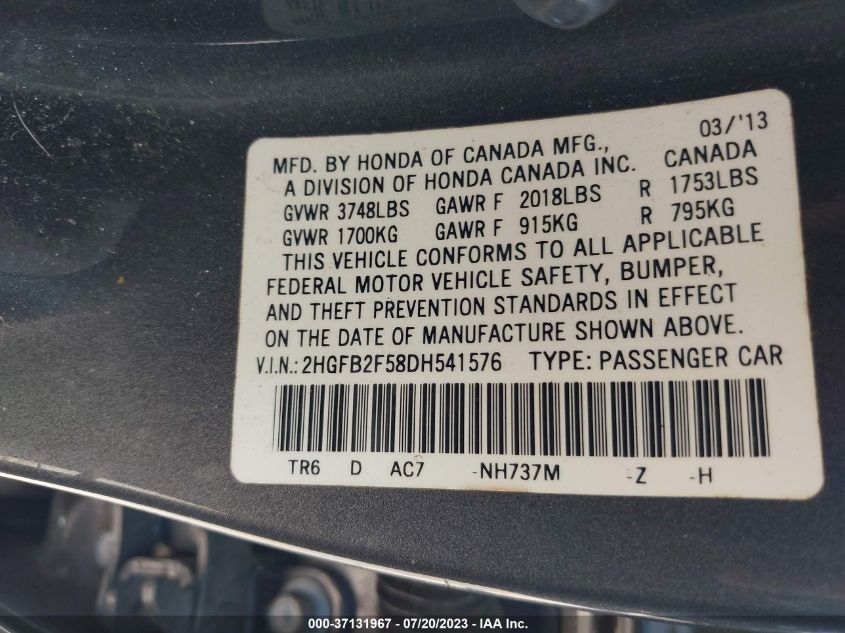 03/'13
MFD. BY HONDA OF CANADA MFG.,
A DIVISION OF HONDA CANADA INC. CANADA
GVWR 3748LBS GAWR F 2018LBS R 1753LBS
GVWR 1700KG GAWR F 915KG R 795KG
THIS VEHICLE CONFORMS TO ALL APPLICABLE
FEDERAL MOTOR VEHICLE SAFETY, BUMPER,
AND THEFT PREVENTION STANDARDS IN EFFECT
ON THE DATE OF MANUFACTURE SHOWN ABOVE.
V.I.N.: 2HGFB2F58DH541576 TYPE: PASSENGER CAR
TR6 D AC7 -NH737M -Z -H
000-37131967 / 07/20/2023 - IAA Inc.